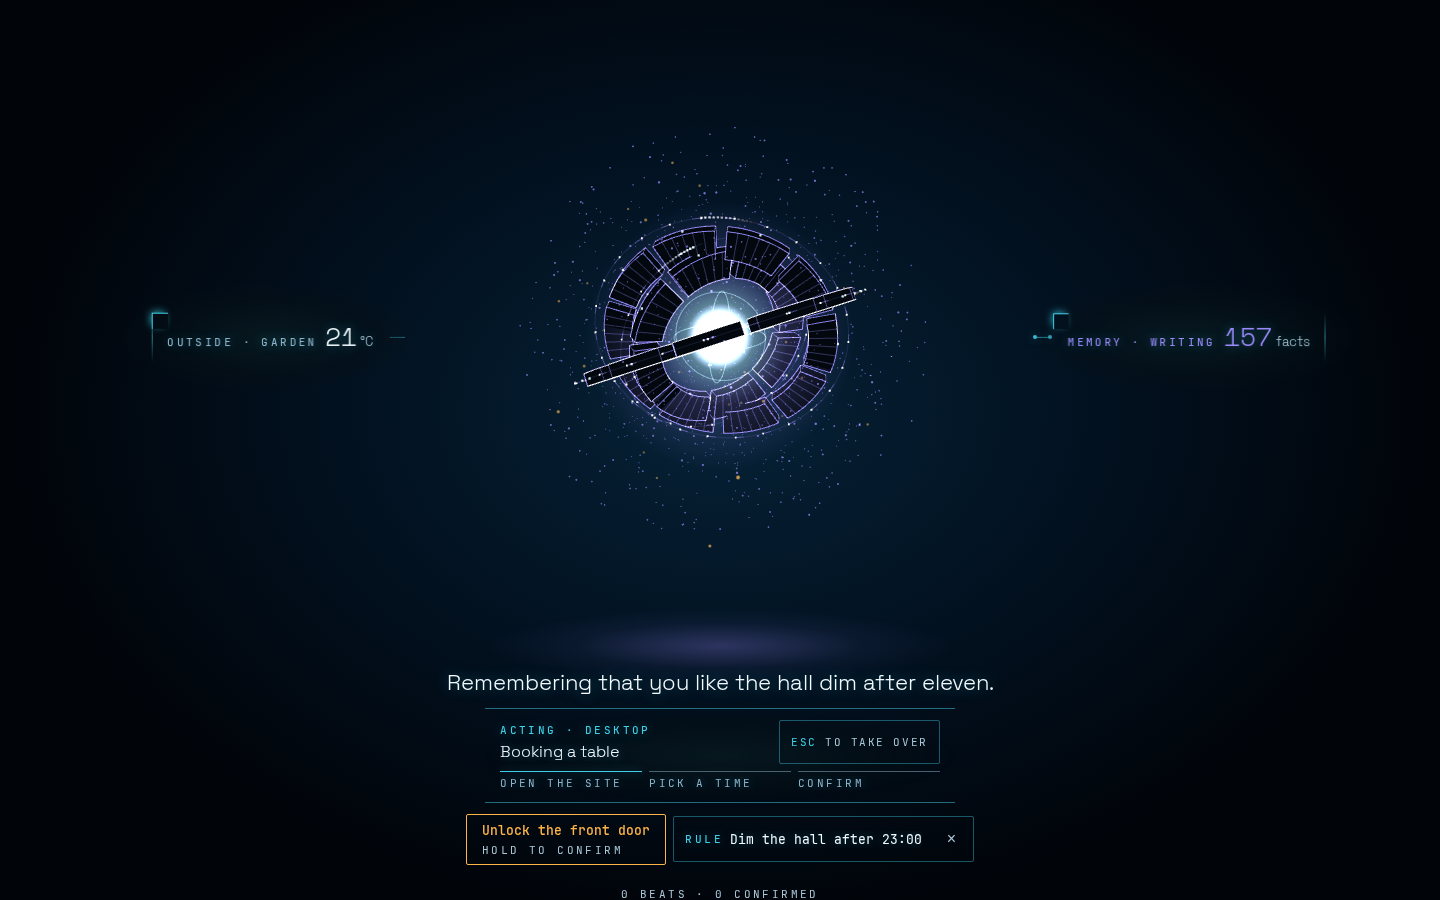 OUTSIDE · GARDEN 21 °C
MEMORY · WRITING 157 facts
Remembering that you like the hall dim after eleven.
ACTING · DESKTOP
Booking a table
ESC TO TAKE OVER
OPEN THE SITE PICK A TIME CONFIRM
Unlock the front door
HOLD TO CONFIRM
RULE Dim the hall after 23:00 ×
0 BEATS · 0 CONFIRMED